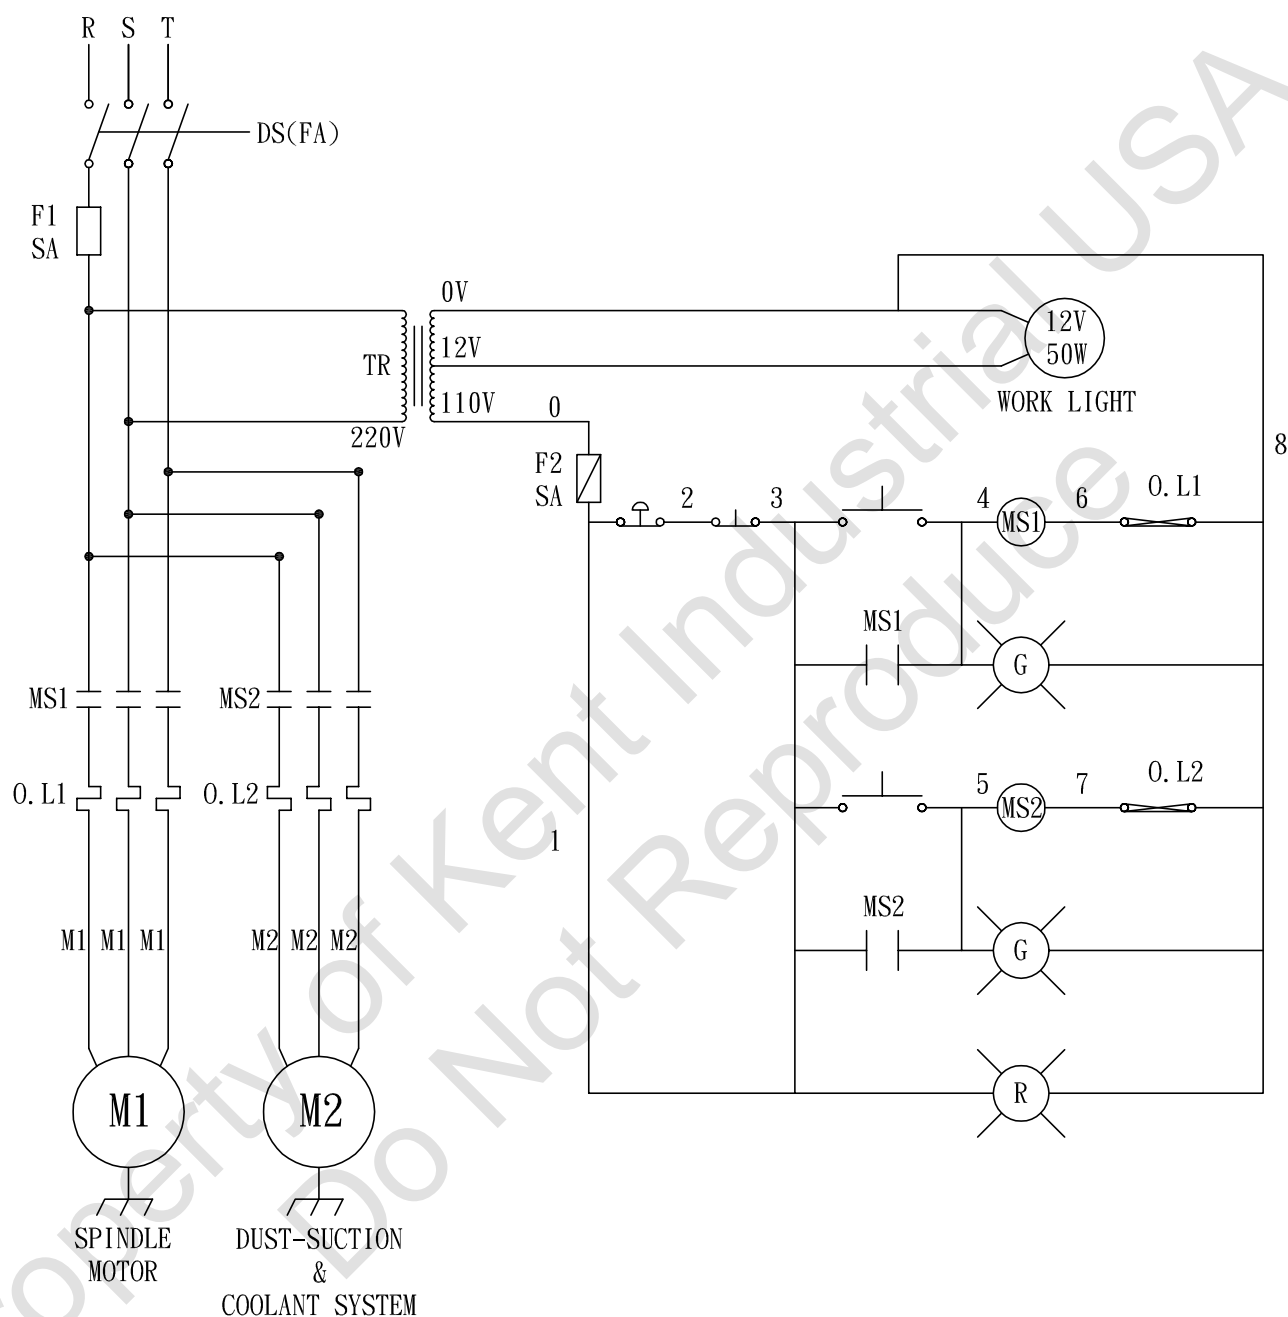 R S T
DS(FA)
F1
SA
0V
12V
TR
12V
50W
110V
WORK LIGHT
0
220V
8
F2
SA
2
3
4
6
O.L1
MS1
MS1
G
MS1
MS2
5
7
O.L2
O.L1
O.L2
MS2
1
MS2
M1 M1 M1
M2 M2 M2
G
R
M1
M2
SPINDLE
MOTOR
DUST-SUCTION
&
COOLANT SYSTEM
Property of Kent Industrial USA
Do Not Reproduce